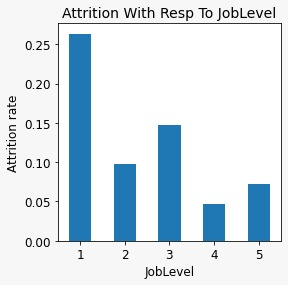 Attrition With Resp To JobLevel
0.25
0.20
0.15
0.10
0.05
0.00
Attrition rate
1 2 3 4 5
JobLevel